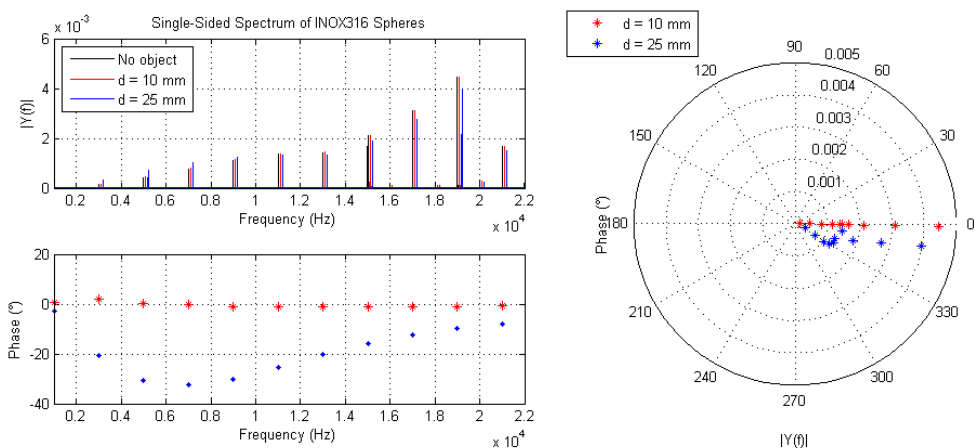 x 10⁻³
Single-Sided Spectrum of INOX316 Spheres
6
4
2
0
|Y(f)|
No object
d = 10 mm
d = 25 mm
0.2 0.4 0.6 0.8 1 1.2 1.4 1.6 1.8 2 2.2
Frequency (Hz)
x 10⁴
20
0
-20
-40
Phase (°)
0.2 0.4 0.6 0.8 1 1.2 1.4 1.6 1.8 2 2.2
Frequency (Hz)
x 10⁴
d = 10 mm
d = 25 mm
90
0.005
120
60
0.004
0.003
150
30
0.002
0.001
Phase (°)
180
0
210
330
240
300
270
|Y(f)|